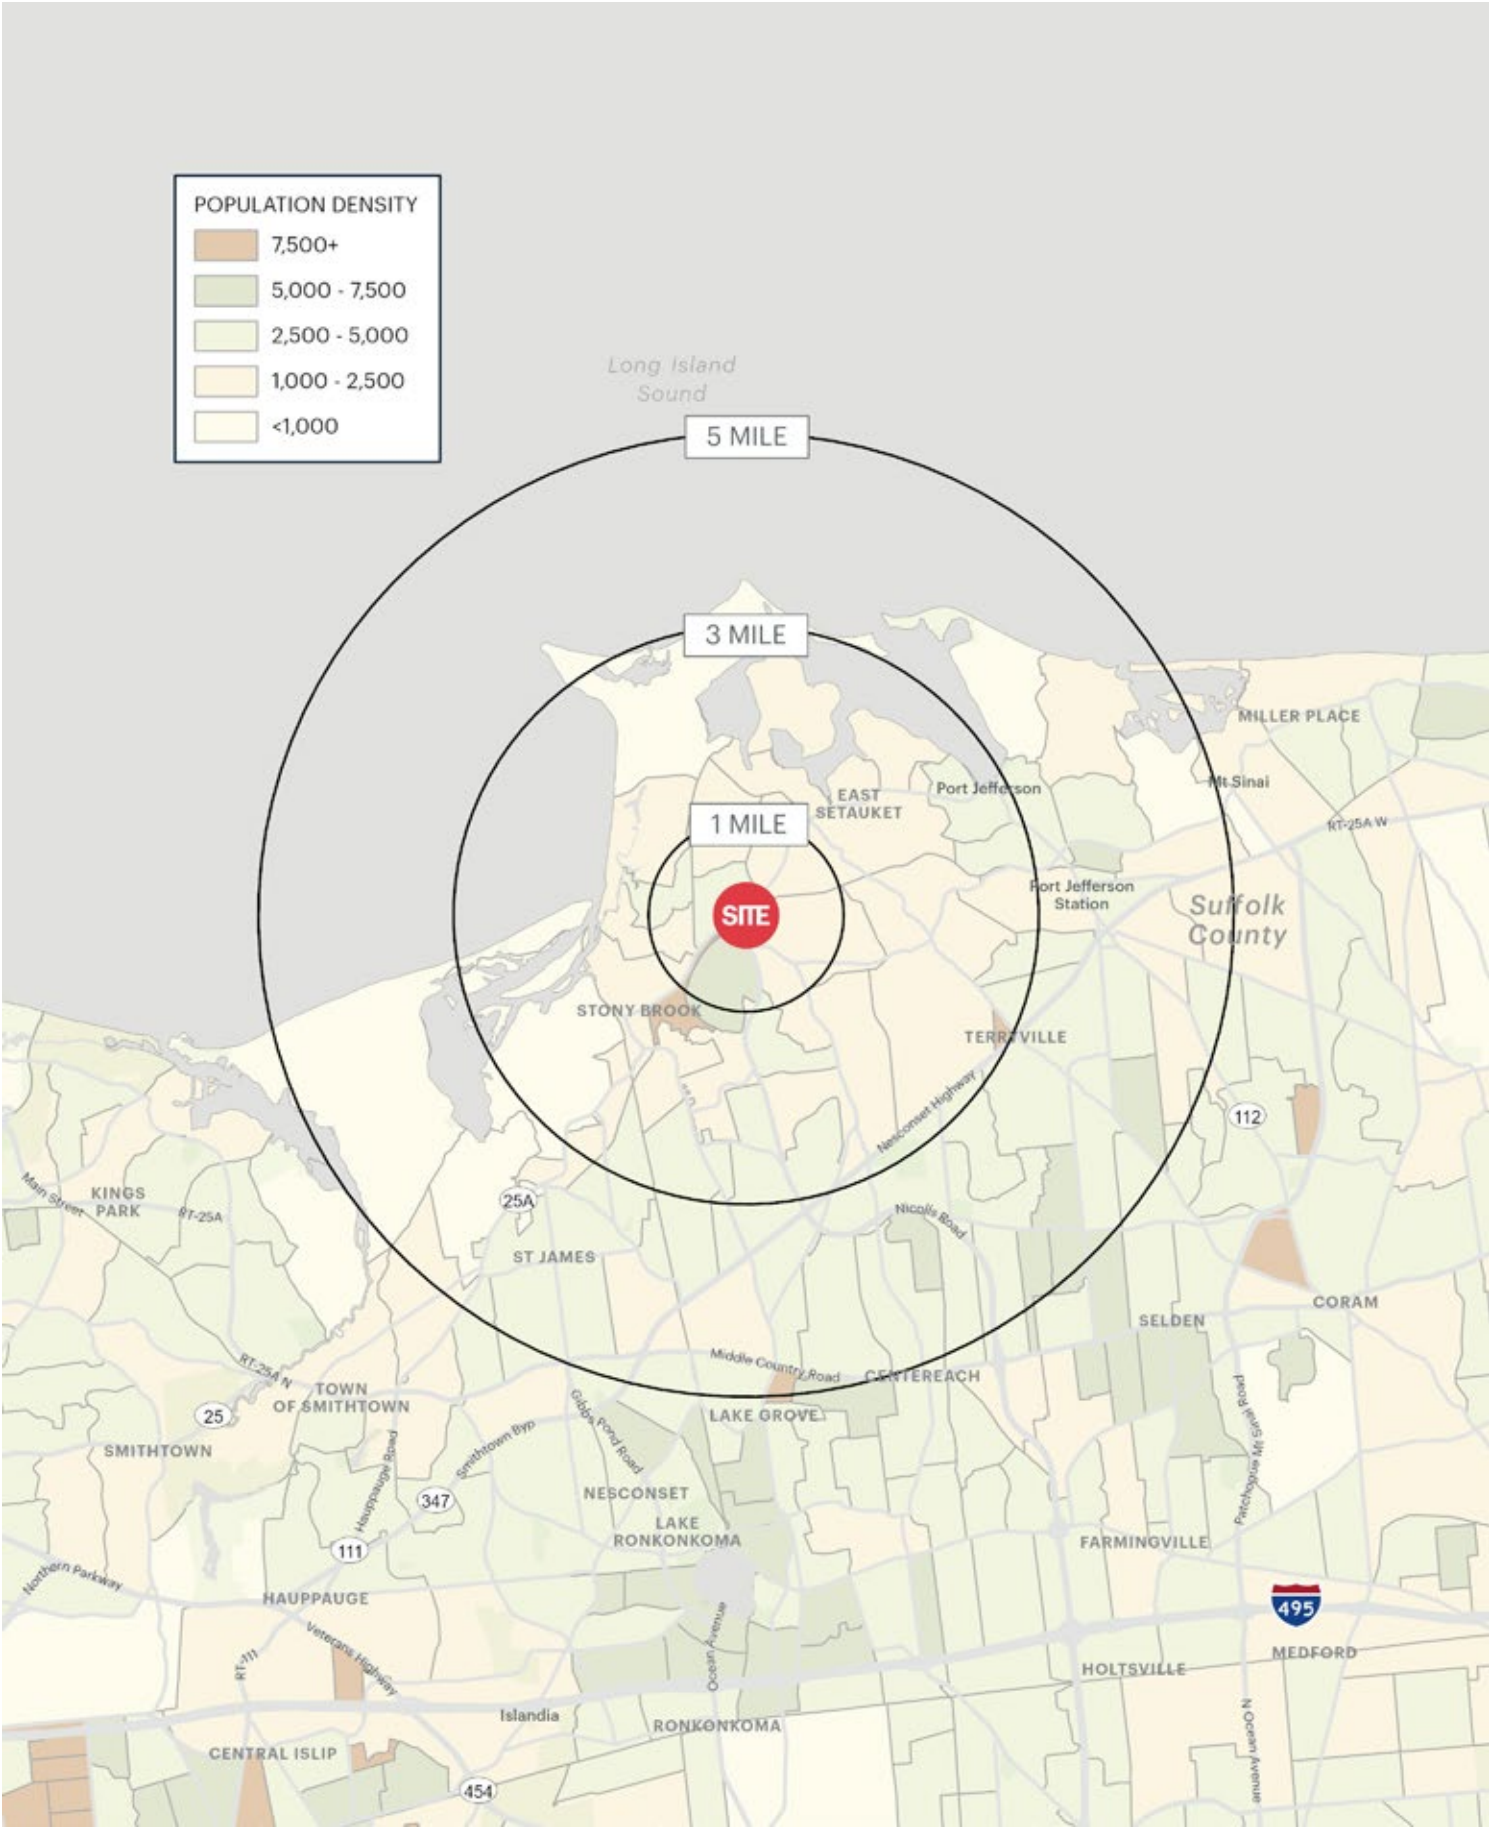 POPULATION DENSITY
7,500+
5,000 - 7,500
2,500 - 5,000
1,000 - 2,500
<1,000
Long Island
Sound
5 MILE
3 MILE
MILLER PLACE
Mt Sinai
Port Jefferson
EAST
SETAUKET
1 MILE
RT-25A W
Port Jefferson
Station
Suffolk
County
SITE
STONY BROOK
TERRYVILLE
Nesconset Highway
112
KINGS
PARK
Main Street
RT-25A
25A
Nicolls Road
ST JAMES
CORAM
SELDEN
Middle Country Road
CENTEREACH
RT-25A N
TOWN
OF SMITHTOWN
25
LAKE GROVE
Gibbs Pond Road
Patchogue Mt Sinai Road
SMITHTOWN
Smithtown Byp
Hauppauge Road
347
NESCONSET
LAKE
RONKONKOMA
111
FARMINGVILLE
Northern Parkway
HAUPPAUGE
495
Veterans Highway
RT-111
Ocean Avenue
MEDFORD
HOLTSVILLE
Islandia
RONKONKOMA
N Ocean Avenue
CENTRAL ISLIP
454